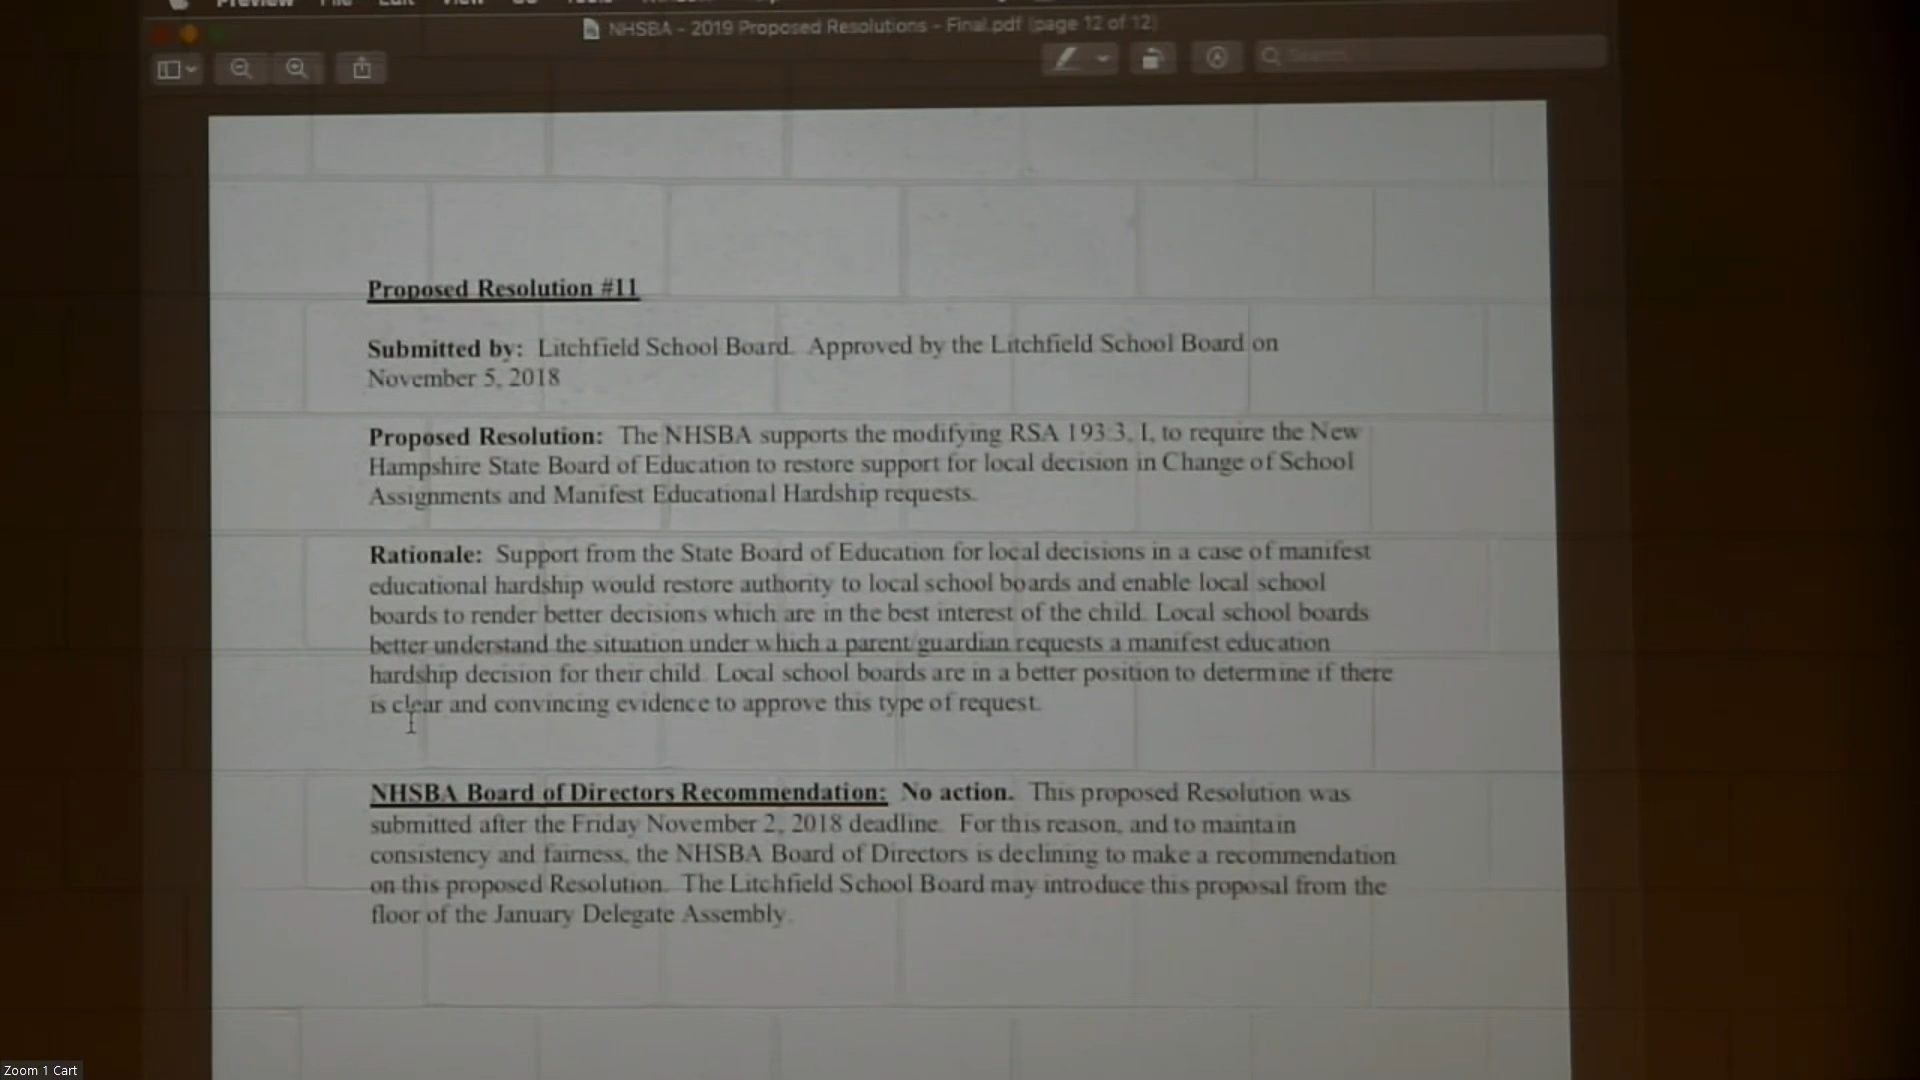 Preview File Edit View Go Tools
NHSBA - 2019 Proposed Resolutions - Final.pdf (page 12 of 12)
Search
Proposed Resolution #11
Submitted by: Litchfield School Board. Approved by the Litchfield School Board on
November 5, 2018
Proposed Resolution: The NHSBA supports the modifying RSA 193:3, I, to require the New
Hampshire State Board of Education to restore support for local decision in Change of School
Assignments and Manifest Educational Hardship requests.
Rationale: Support from the State Board of Education for local decisions in a case of manifest
educational hardship would restore authority to local school boards and enable local school
boards to render better decisions which are in the best interest of the child. Local school boards
better understand the situation under which a parent/guardian requests a manifest education
hardship decision for their child. Local school boards are in a better position to determine if there
is clear and convincing evidence to approve this type of request.
NHSBA Board of Directors Recommendation: No action. This proposed Resolution was
submitted after the Friday November 2, 2018 deadline. For this reason, and to maintain
consistency and fairness, the NHSBA Board of Directors is declining to make a recommendation
on this proposed Resolution. The Litchfield School Board may introduce this proposal from the
floor of the January Delegate Assembly.
Zoom 1 Cart